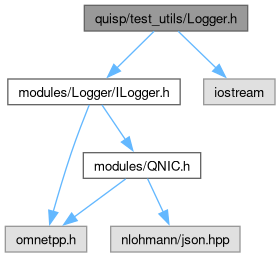 quisp/test_utils/Logger.h
modules/Logger/ILogger.h
iostream
modules/QNIC.h
omnetpp.h
nlohmann/json.hpp